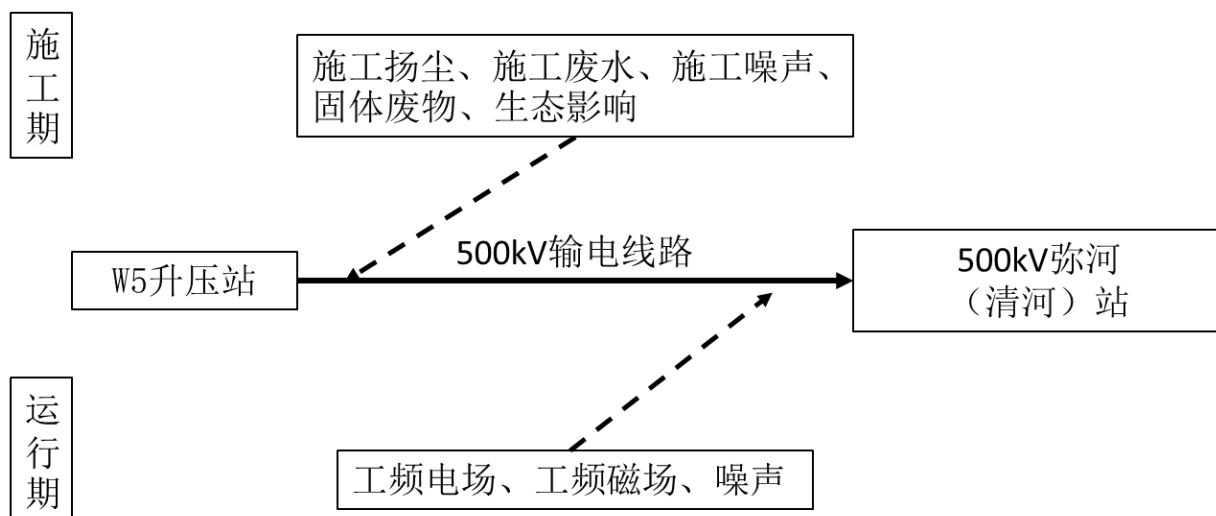 施工期
施工扬尘、施工废水、施工噪声、
固体废物、生态影响
500kV输电线路
W5升压站
500kV弥河
（清河）站
运行期
工频电场、工频磁场、噪声